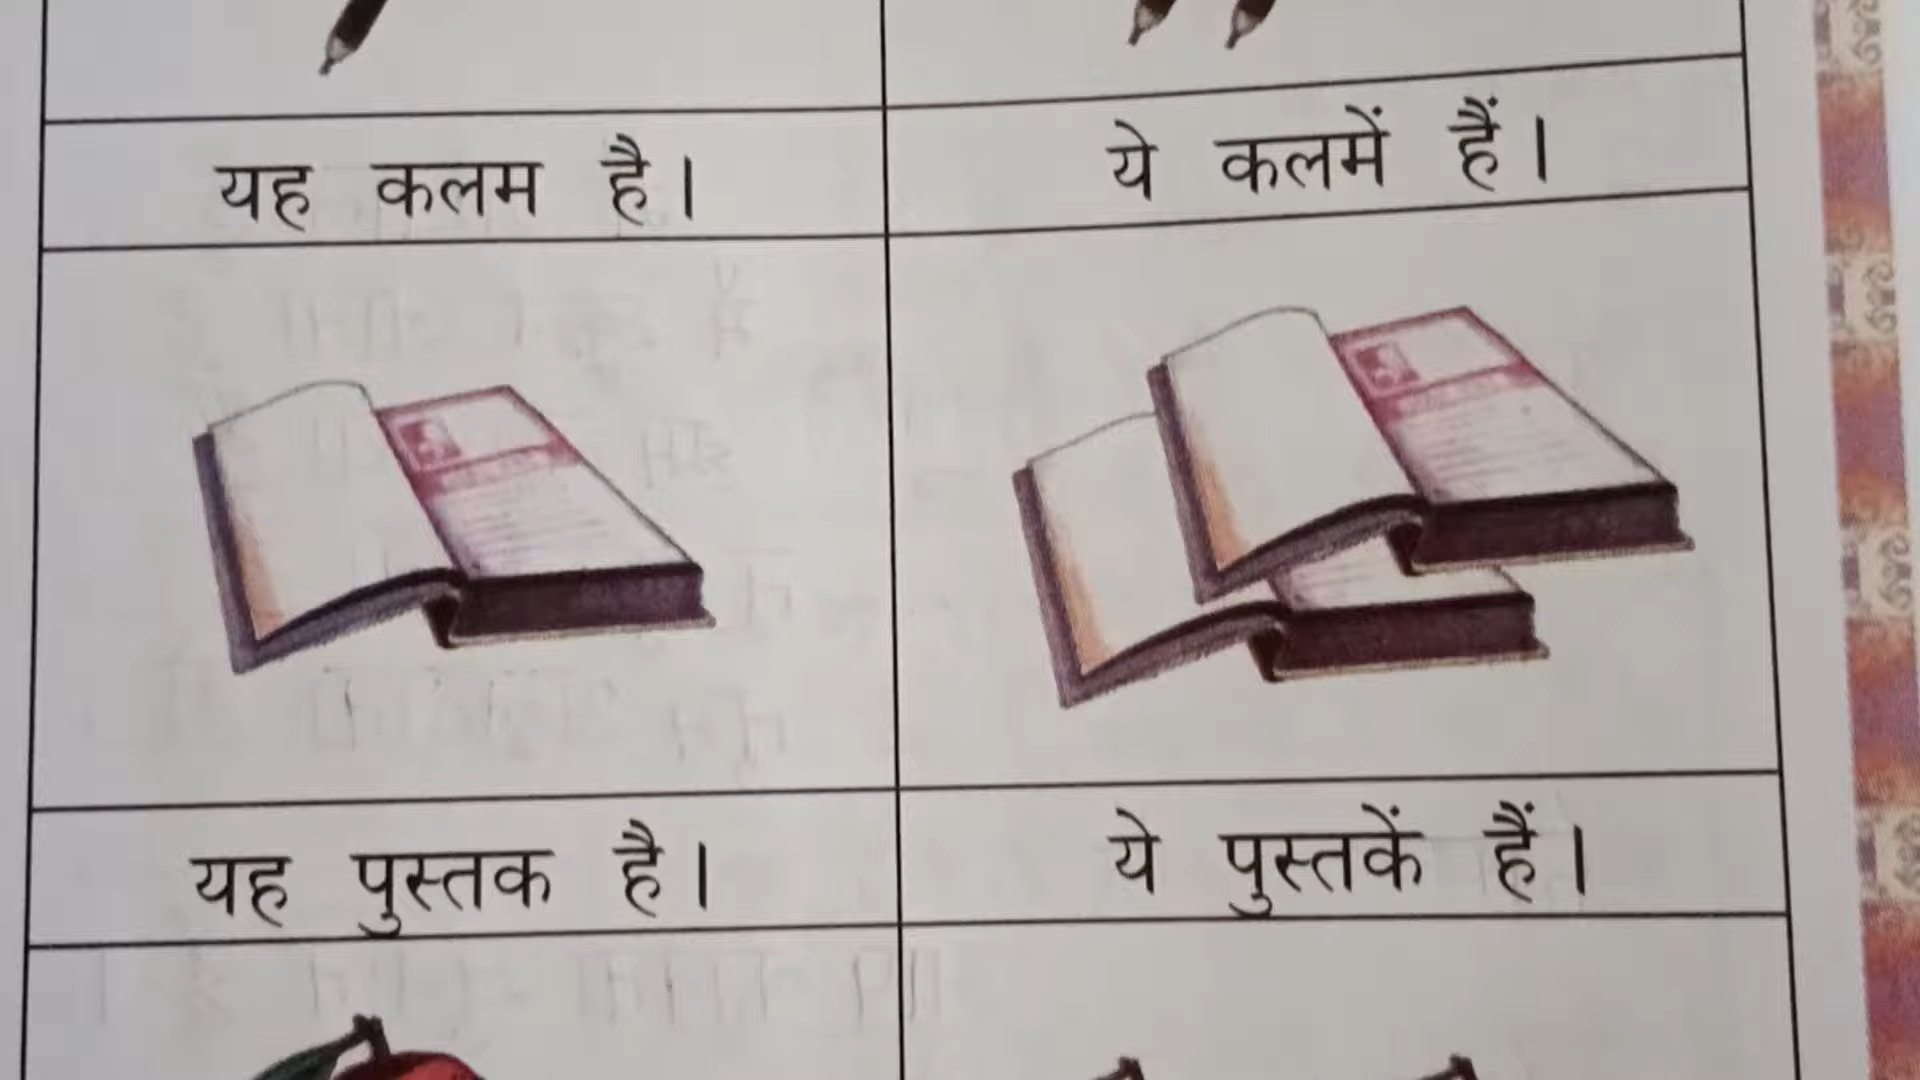 यह कलम है।
ये कलमें हैं।
यह पुस्तक है।
ये पुस्तकें हैं।